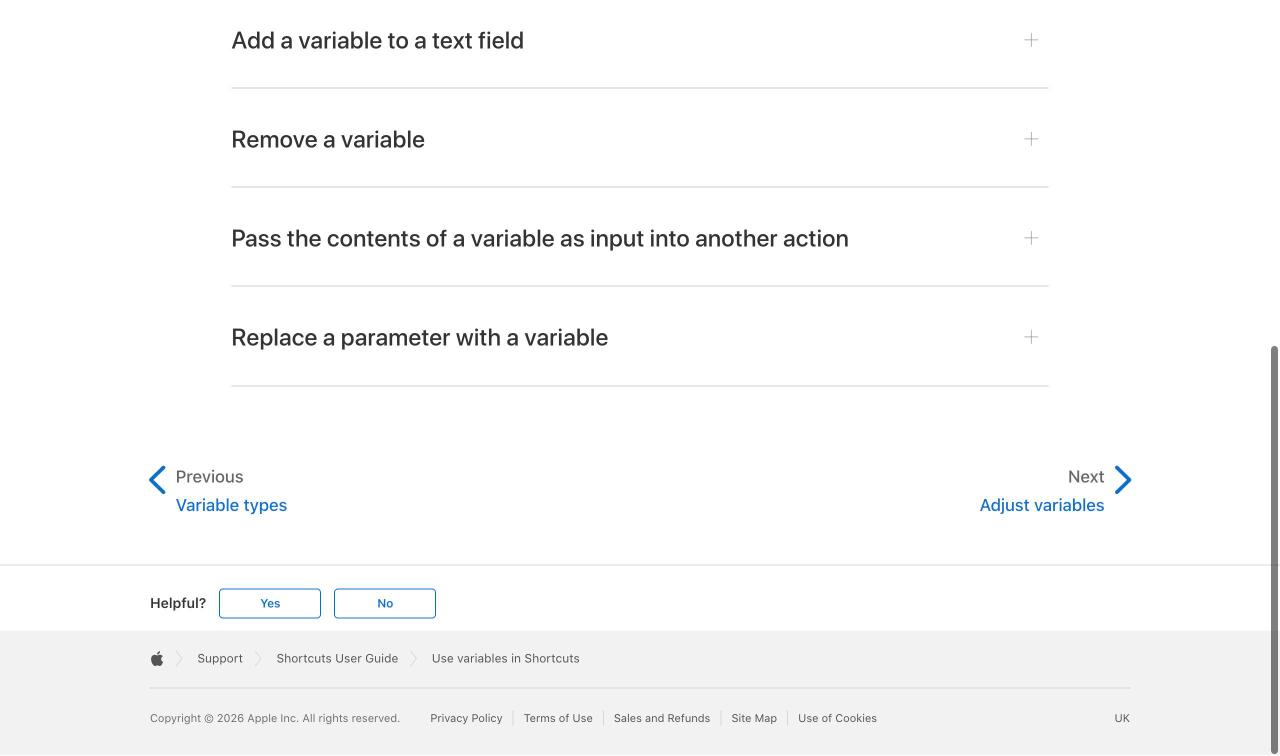 Add a variable to a text field
Remove a variable
Pass the contents of a variable as input into another action
Replace a parameter with a variable
Previous
Variable types
Next
Adjust variables
Helpful?
Yes
No
Support
Shortcuts User Guide
Use variables in Shortcuts
Copyright © 2026 Apple Inc. All rights reserved.
Privacy Policy
Terms of Use
Sales and Refunds
Site Map
Use of Cookies
UK